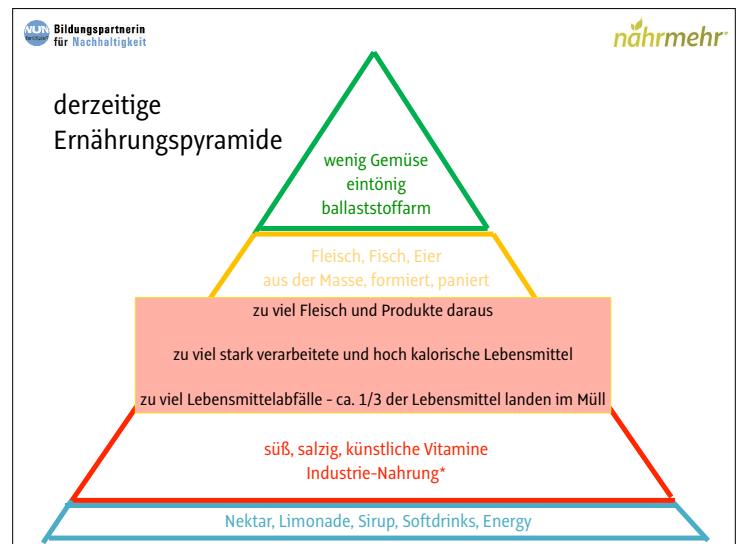 NUN
zertifiziert
Bildungspartnerin
für Nachhaltigkeit
nährmehr
derzeitige
Ernährungspyramide
wenig Gemüse
eintönig
ballaststoffarm
Fleisch, Fisch, Eier
aus der Masse, formiert, paniert
zu viel Fleisch und Produkte daraus
zu viel stark verarbeitete und hoch kalorische Lebensmittel
zu viel Lebensmittelabfälle - ca. 1/3 der Lebensmittel landen im Müll
süß, salzig, künstliche Vitamine
Industrie-Nahrung*
Nektar, Limonade, Sirup, Softdrinks, Energy